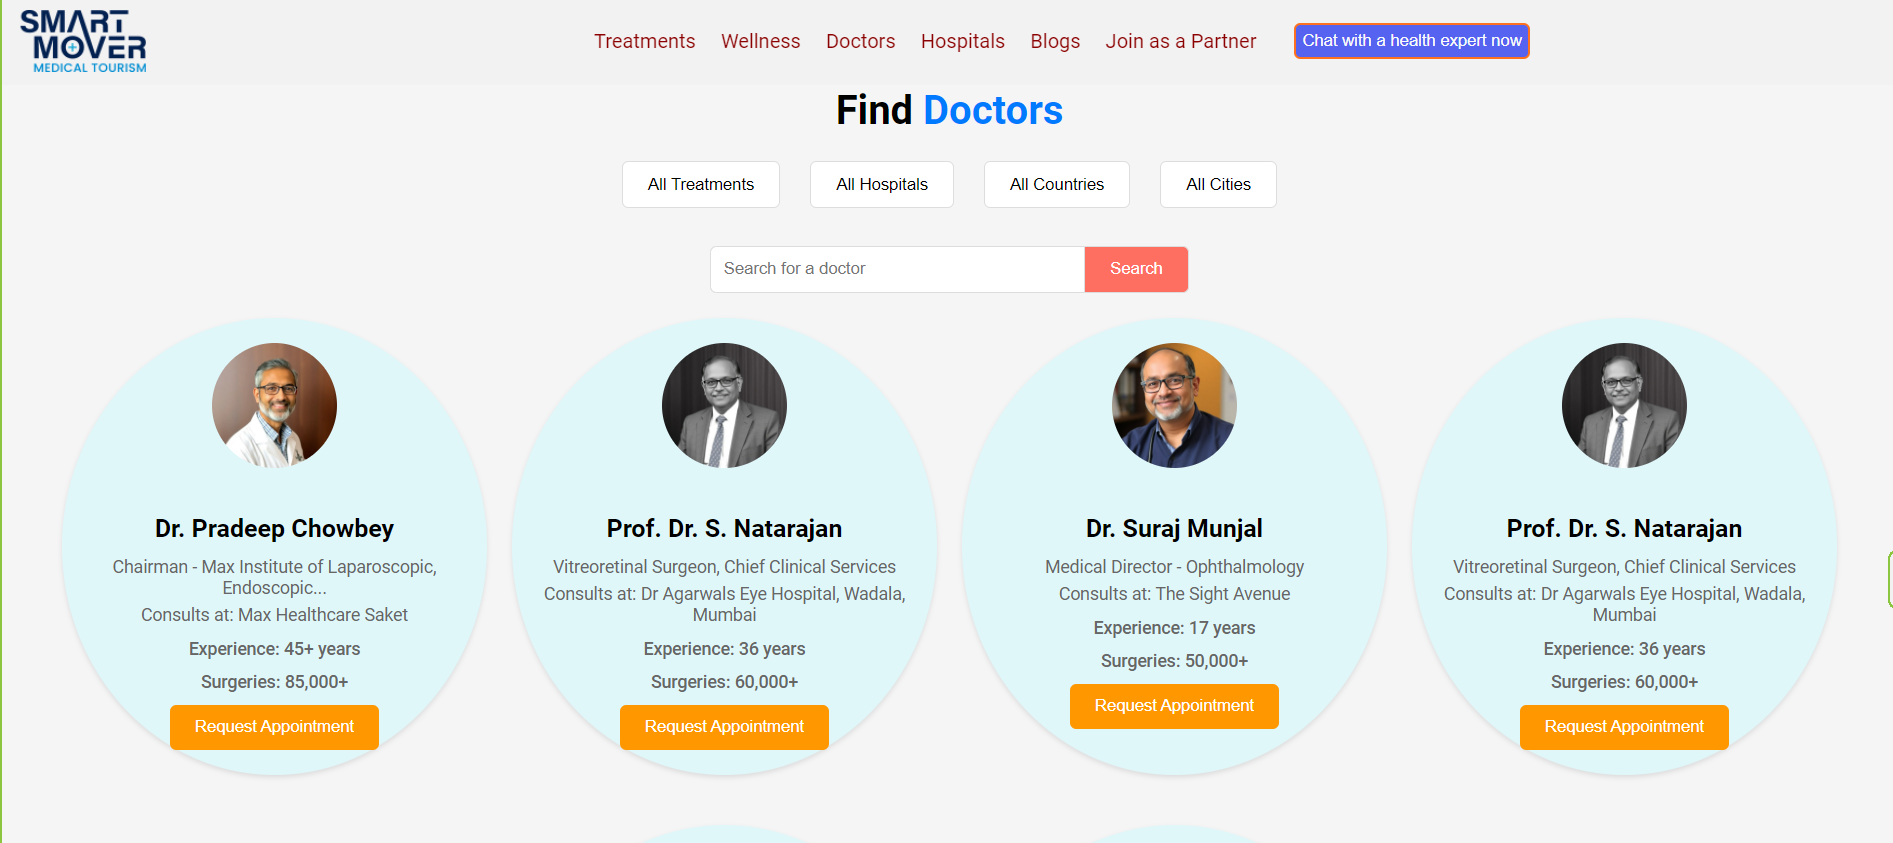 SMART
MOVER
MEDICAL TOURISM
Treatments Wellness Doctors Hospitals Blogs Join as a Partner Chat with a health expert now
Find Doctors
All Treatments All Hospitals All Countries All Cities
Search for a doctor Search
Dr. Pradeep Chowbey
Chairman - Max Institute of Laparoscopic,
Endoscopic...
Consults at: Max Healthcare Saket
Experience: 45+ years
Surgeries: 85,000+
Request Appointment
Prof. Dr. S. Natarajan
Vitreoretinal Surgeon, Chief Clinical Services
Consults at: Dr Agarwals Eye Hospital, Wadala,
Mumbai
Experience: 36 years
Surgeries: 60,000+
Request Appointment
Dr. Suraj Munjal
Medical Director - Ophthalmology
Consults at: The Sight Avenue
Experience: 17 years
Surgeries: 50,000+
Request Appointment
Prof. Dr. S. Natarajan
Vitreoretinal Surgeon, Chief Clinical Services
Consults at: Dr Agarwals Eye Hospital, Wadala,
Mumbai
Experience: 36 years
Surgeries: 60,000+
Request Appointment